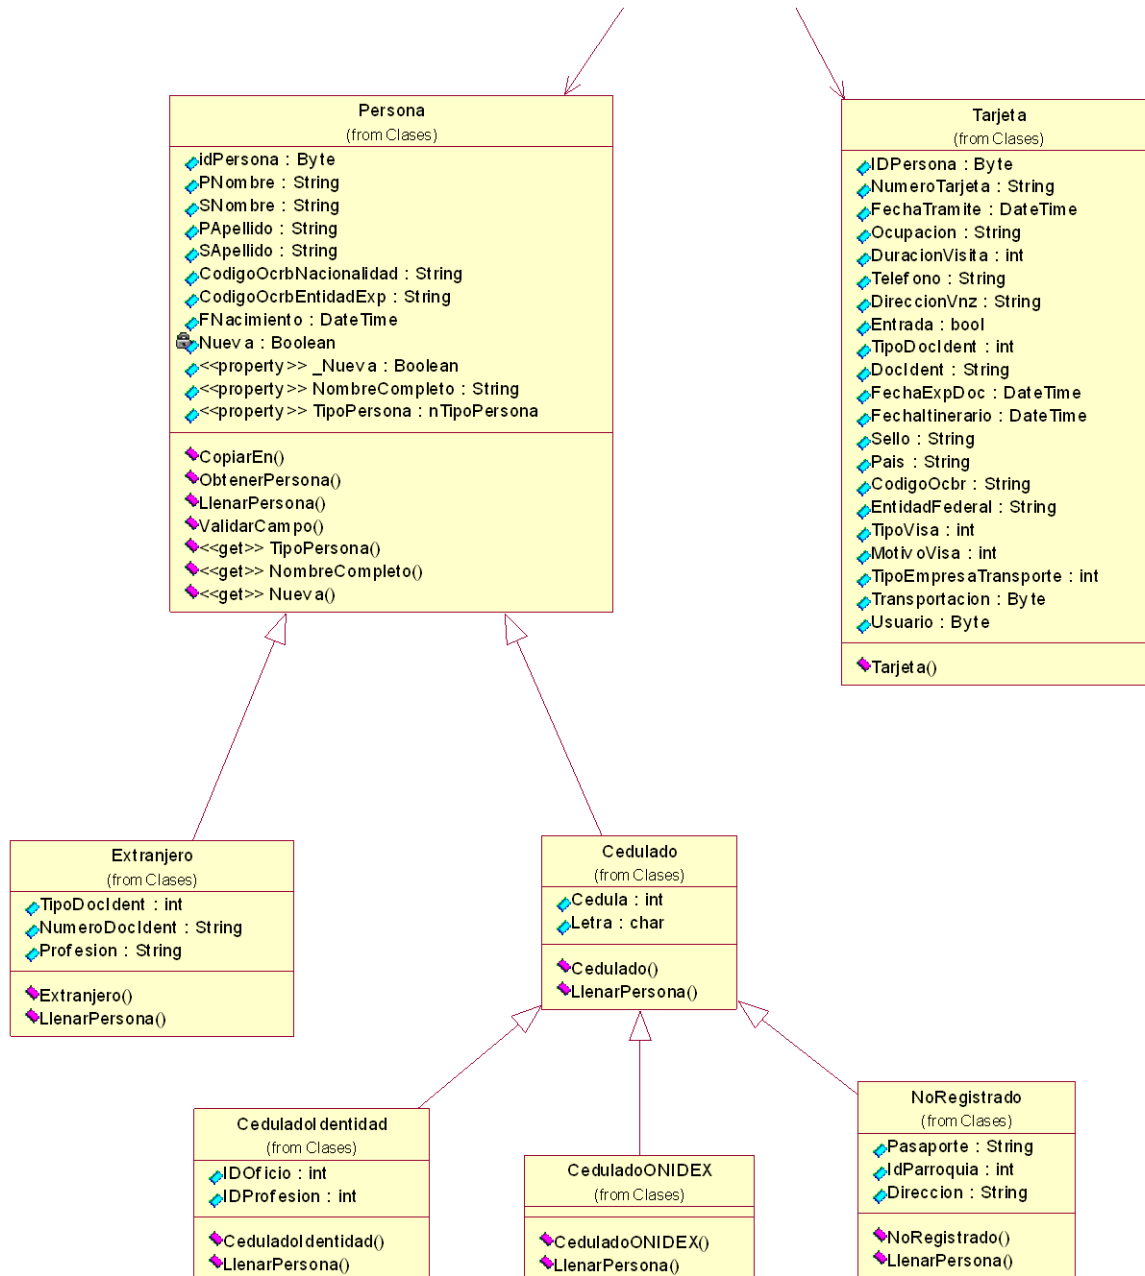 Persona
(from Clases)
idPersona : Byte
PNombre : String
SNombre : String
PApellido : String
SApellido : String
CodigoOcrbNacionalidad : String
CodigoOcrbEntidadExp : String
FNacimiento : DateTime
Nueva : Boolean
<<property>> _Nueva : Boolean
<<property>> NombreCompleto : String
<<property>> TipoPersona : nTipoPersona
CopiarEn()
ObtenerPersona()
LlenarPersona()
ValidarCampo()
<<get>> TipoPersona()
<<get>> NombreCompleto()
<<get>> Nueva()
Tarjeta
(from Clases)
IDPersona : Byte
NumeroTarjeta : String
FechaTramite : DateTime
Ocupacion : String
DuracionVisita : int
Telefono : String
DireccionVnz : String
Entrada : bool
TipoDocIdent : int
DocIdent : String
FechaExpDoc : DateTime
FechaItinerario : DateTime
Sello : String
Pais : String
CodigoOcbr : String
EntidadFederal : String
TipoVisa : int
MotivoVisa : int
TipoEmpresaTransporte : int
Transportacion : Byte
Usuario : Byte
Tarjeta()
Extranjero
(from Clases)
TipoDocIdent : int
NumeroDocIdent : String
Profesion : String
Extranjero()
LlenarPersona()
Cedulado
(from Clases)
Cedula : int
Letra : char
Cedulado()
LlenarPersona()
CeduladoIdentidad
(from Clases)
IDOficio : int
IDProfesion : int
CeduladoIdentidad()
LlenarPersona()
CeduladoONIDEX
(from Clases)
CeduladoONIDEX()
LlenarPersona()
NoRegistrado
(from Clases)
Pasaporte : String
IdParroquia : int
Direccion : String
NoRegistrado()
LlenarPersona()